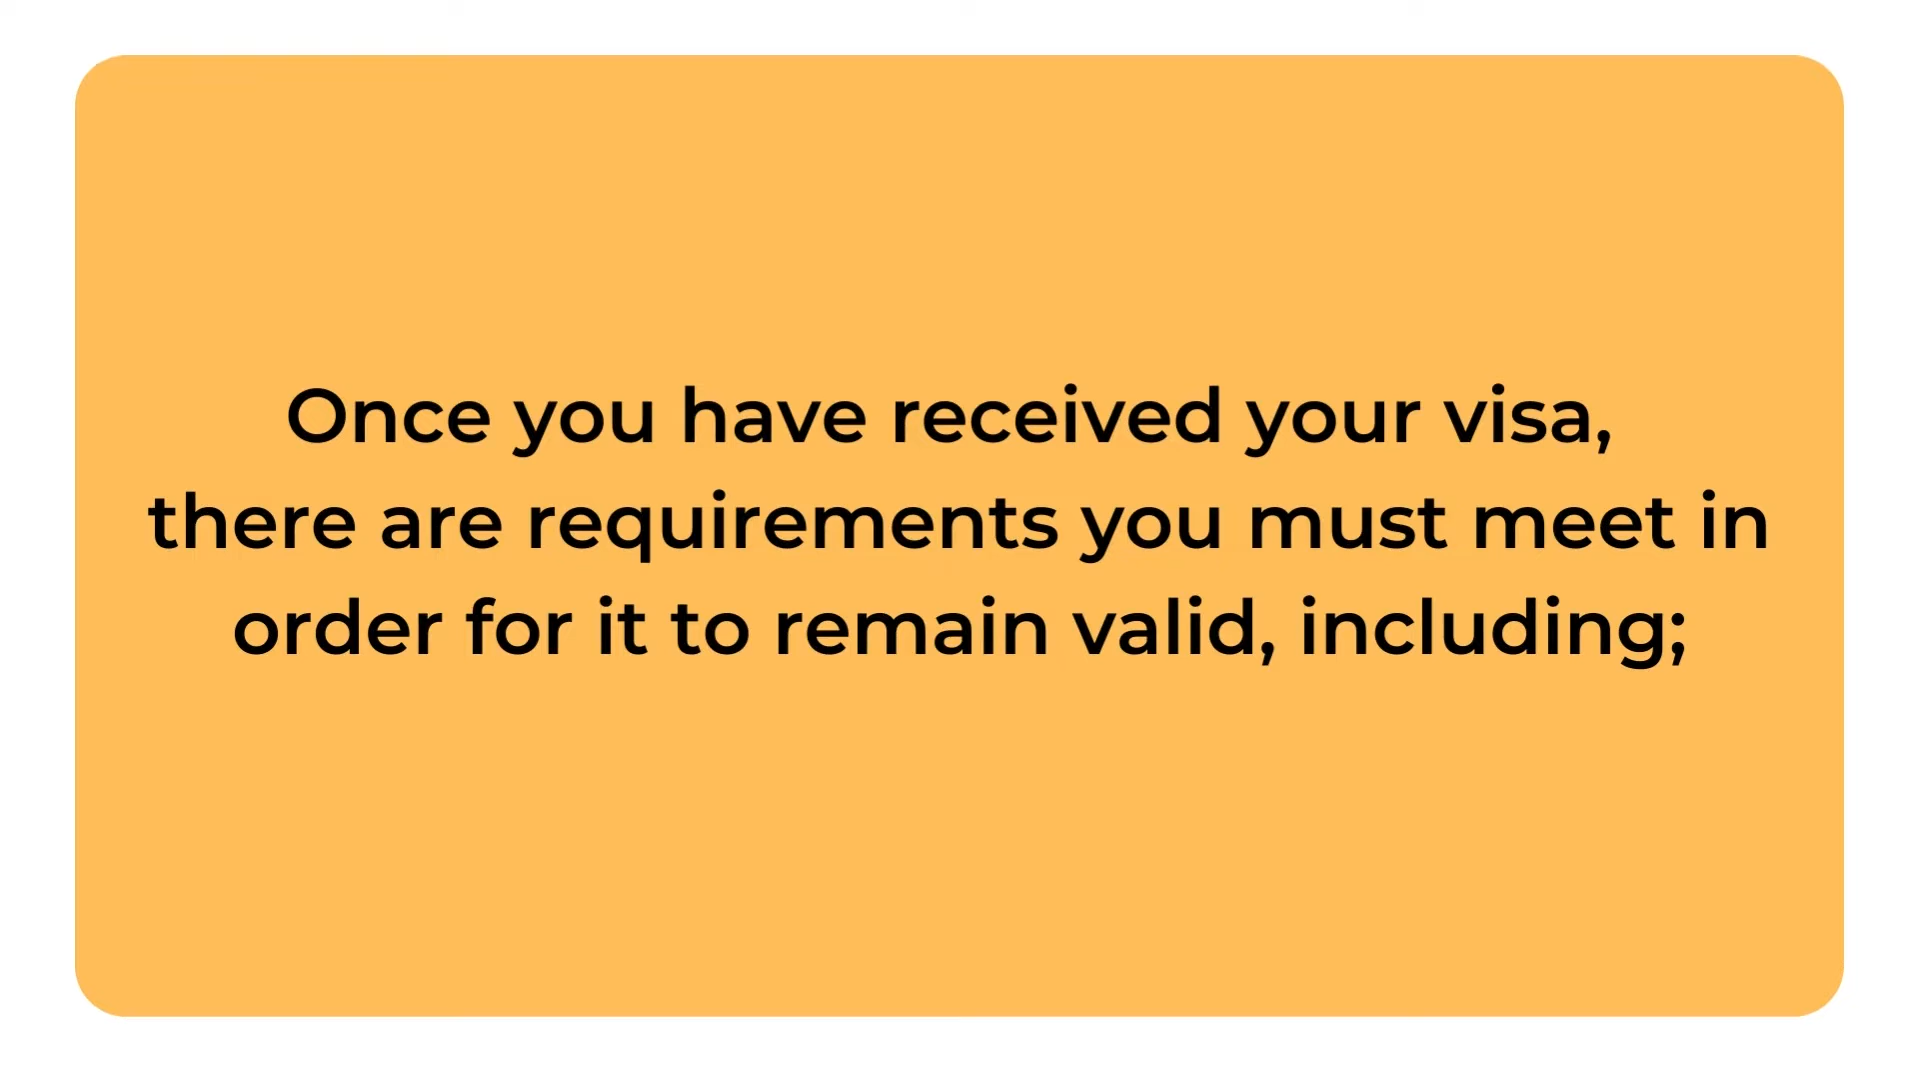 Once you have received your visa,
there are requirements you must meet in
order for it to remain valid, including;